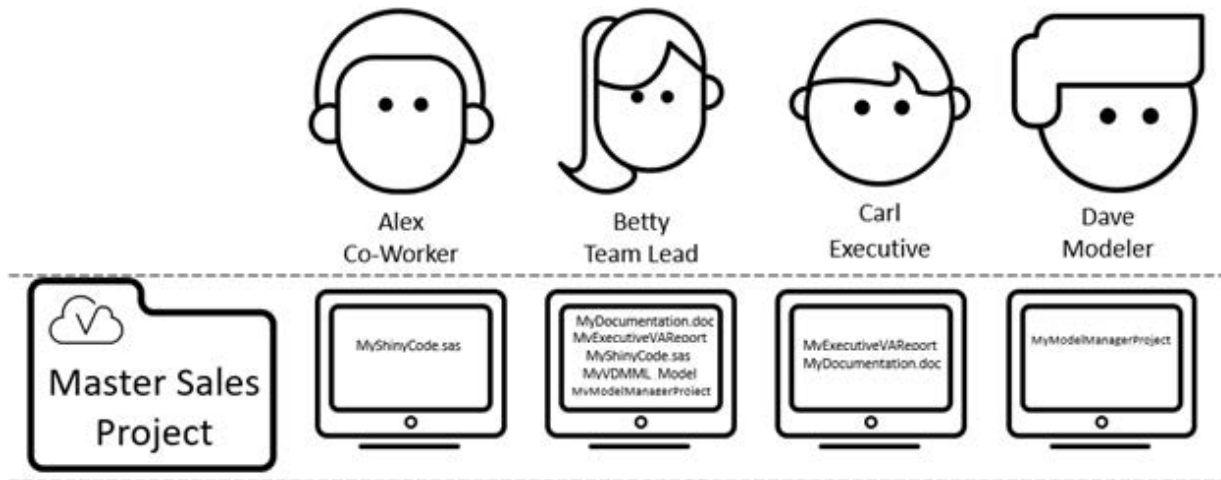 Alex
Co-Worker
Betty
Team Lead
Carl
Executive
Dave
Modeler
V
Master Sales
Project
MyShinyCode.sas
MyDocumentation.doc
MyExecutiveVAReport
MyShinyCode.sas
MyVDMML Model
MyModelManagerProject
MyExecutiveVAReport
MyDocumentation.doc
MyModelManagerProject